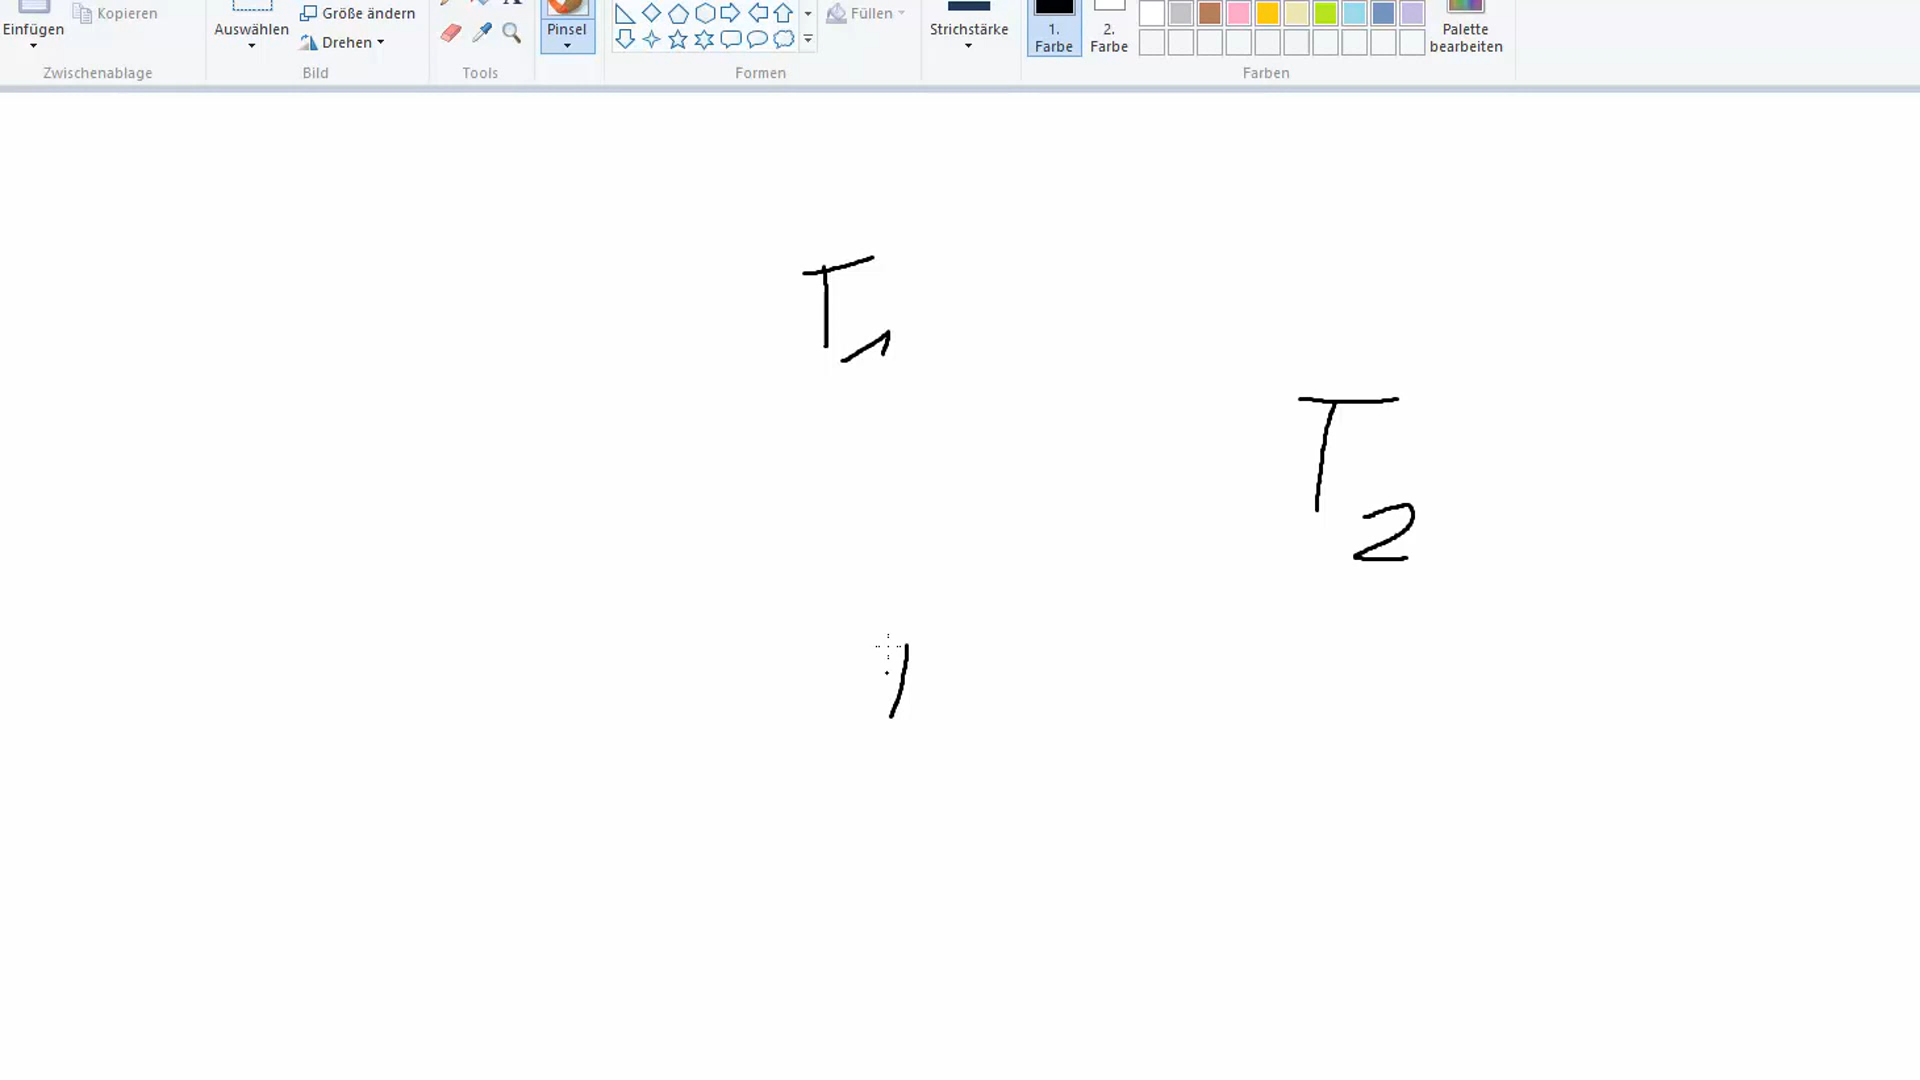 Einfügen
Kopieren
Zwischenablage
Auswählen
Größe ändern
Drehen
Bild
A
Tools
Pinsel
Füllen
Formen
Strichstärke
1.
Farbe
2.
Farbe
Palette
bearbeiten
Farben
T1
T2